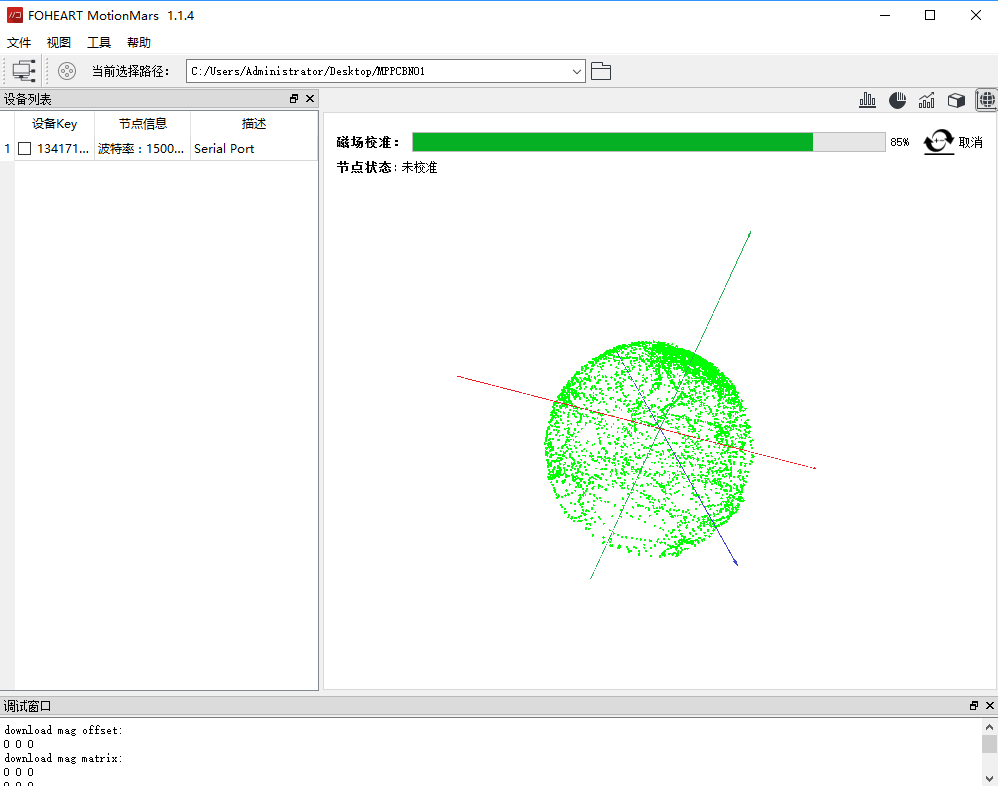 FOHEART MotionMars 1.1.4
文件 视图 工具 帮助
当前选择路径： C:/Users/Administrator/Desktop/MPPCBNO1
设备列表
设备Key 节点信息 描述
1 134171... 波特率：1500... Serial Port
磁场校准： 85% 取消
节点状态：未校准
调试窗口
download mag offset:
0 0 0
download mag matrix:
0 0 0
0 0 0